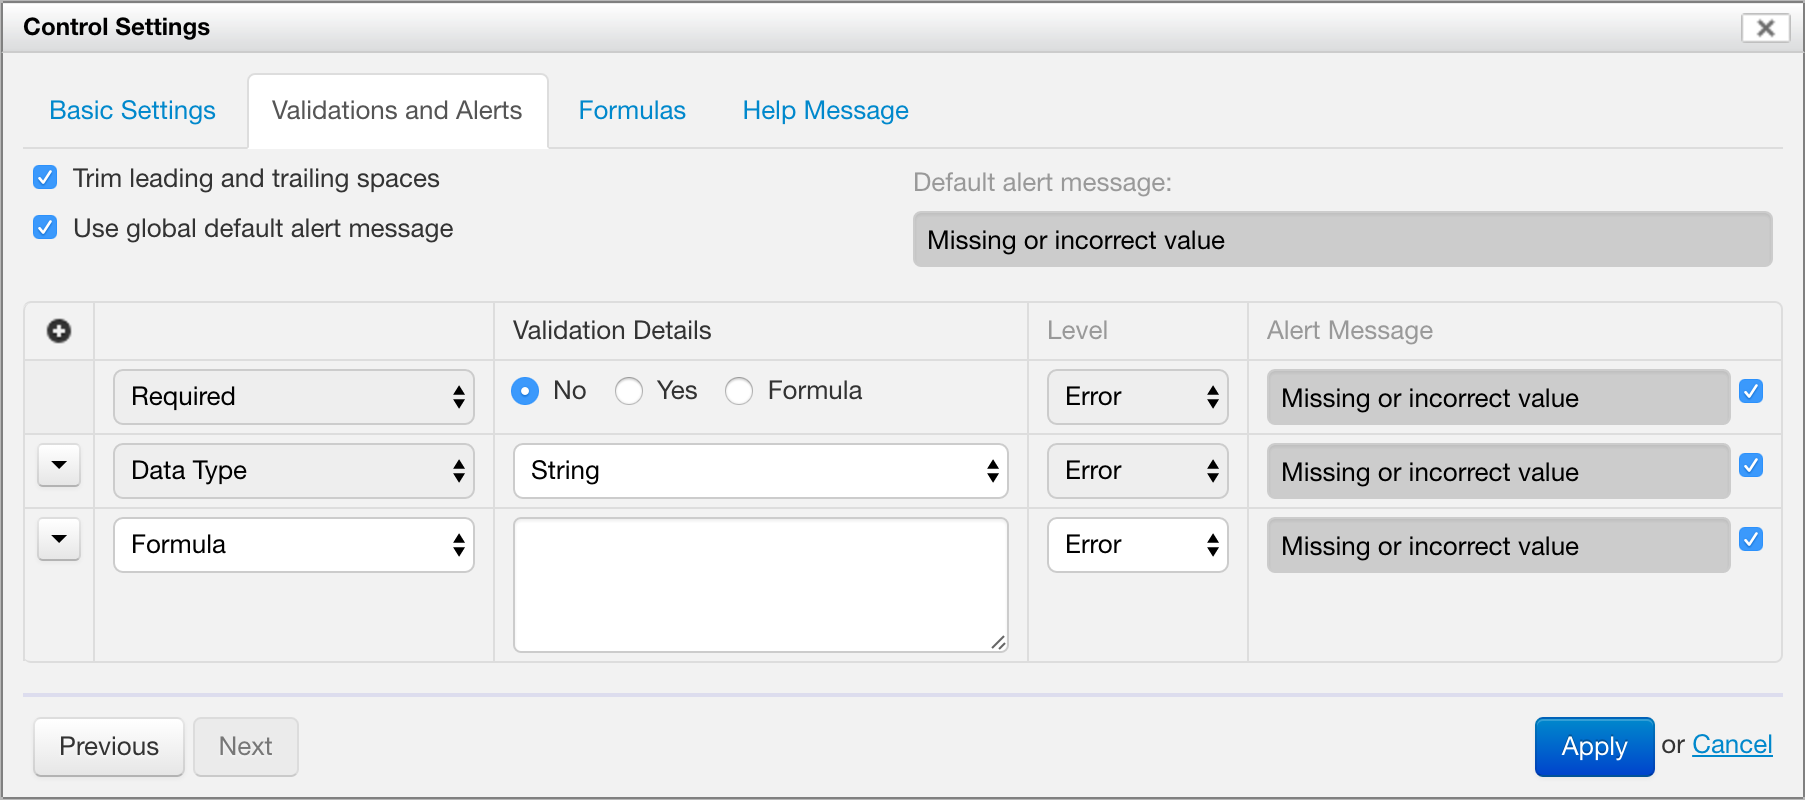 Control Settings
Basic Settings Validations and Alerts Formulas Help Message
Trim leading and trailing spaces
Default alert message:
Use global default alert message
Missing or incorrect value
Validation Details Level Alert Message
Required No Yes Formula Error Missing or incorrect value
Data Type String Error Missing or incorrect value
Formula Error Missing or incorrect value
Previous Next Apply or Cancel